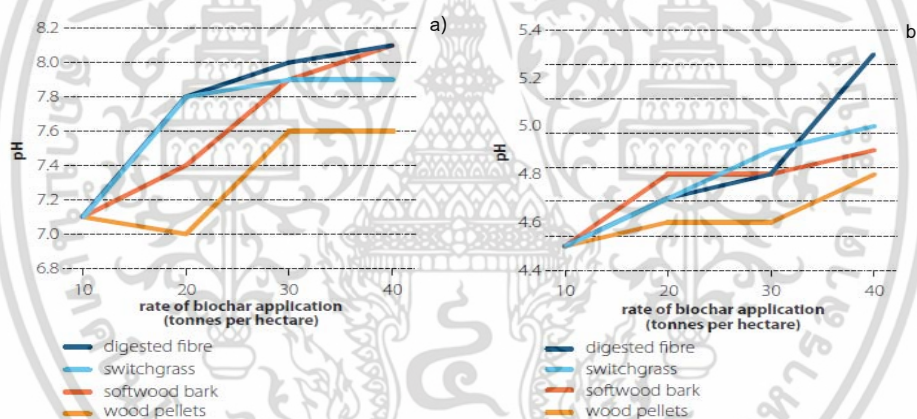 a)
8.2
8.0
7.8
7.6
7.4
7.2
7.0
6.8
pH
10 20 30 40
rate of biochar application
(tonnes per hectare)
digested fibre
switchgrass
softwood bark
wood pellets
b
5.4
5.2
5.0
4.8
4.6
4.4
pH
10 20 30 40
rate of biochar application
(tonnes per hectare)
digested fibre
switchgrass
softwood bark
wood pellets